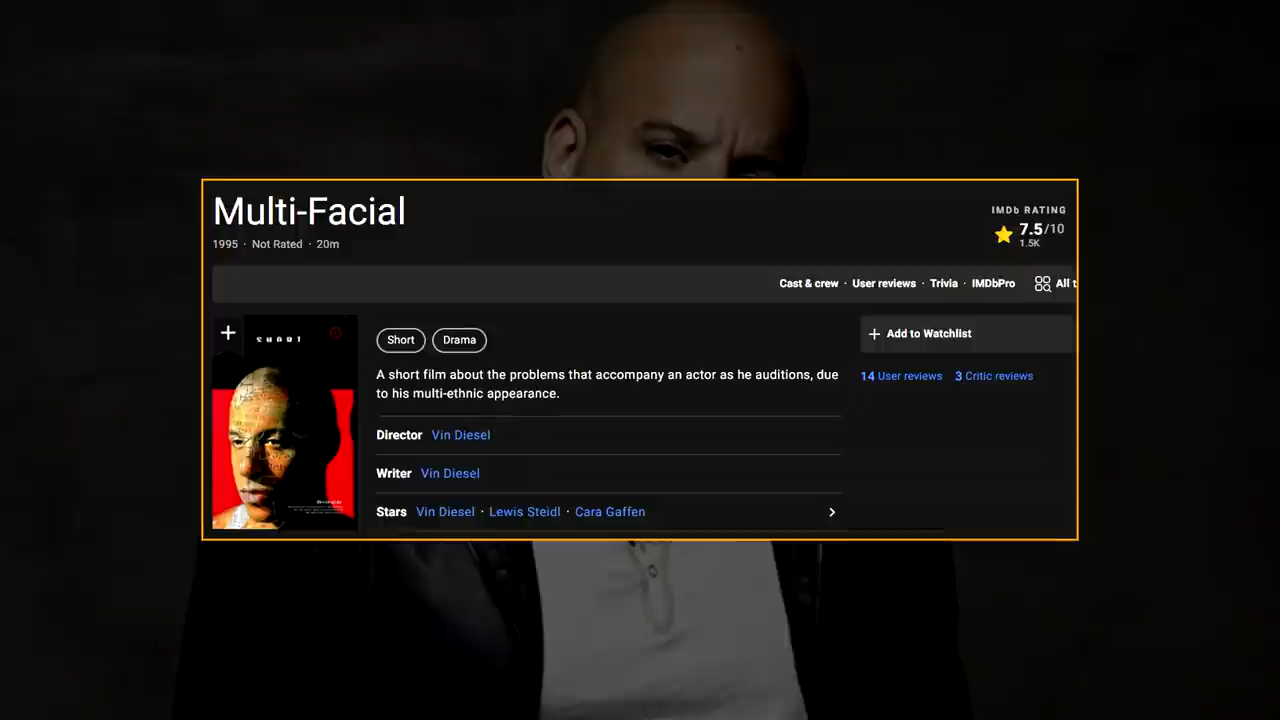 Multi-Facial
IMDb RATING
1995 · Not Rated · 20m
7.5/10
1.5K
Cast & crew · User reviews · Trivia · IMDbPro
All t
+
SHORT
Short
Drama
+ Add to Watchlist
A short film about the problems that accompany an actor as he auditions, due
to his multi-ethnic appearance.
14 User reviews 3 Critic reviews
Director Vin Diesel
Writer Vin Diesel
Stars Vin Diesel · Lewis Steidl · Cara Gaffen